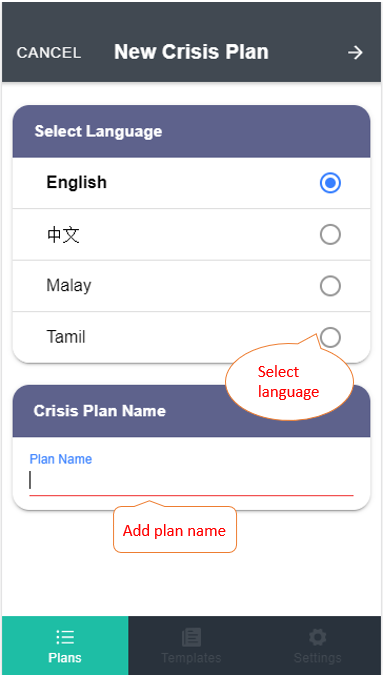 CANCEL New Crisis Plan
Select Language
English
中文
Malay
Tamil
Select
language
Crisis Plan Name
Plan Name
Add plan name
Plans Templates Settings